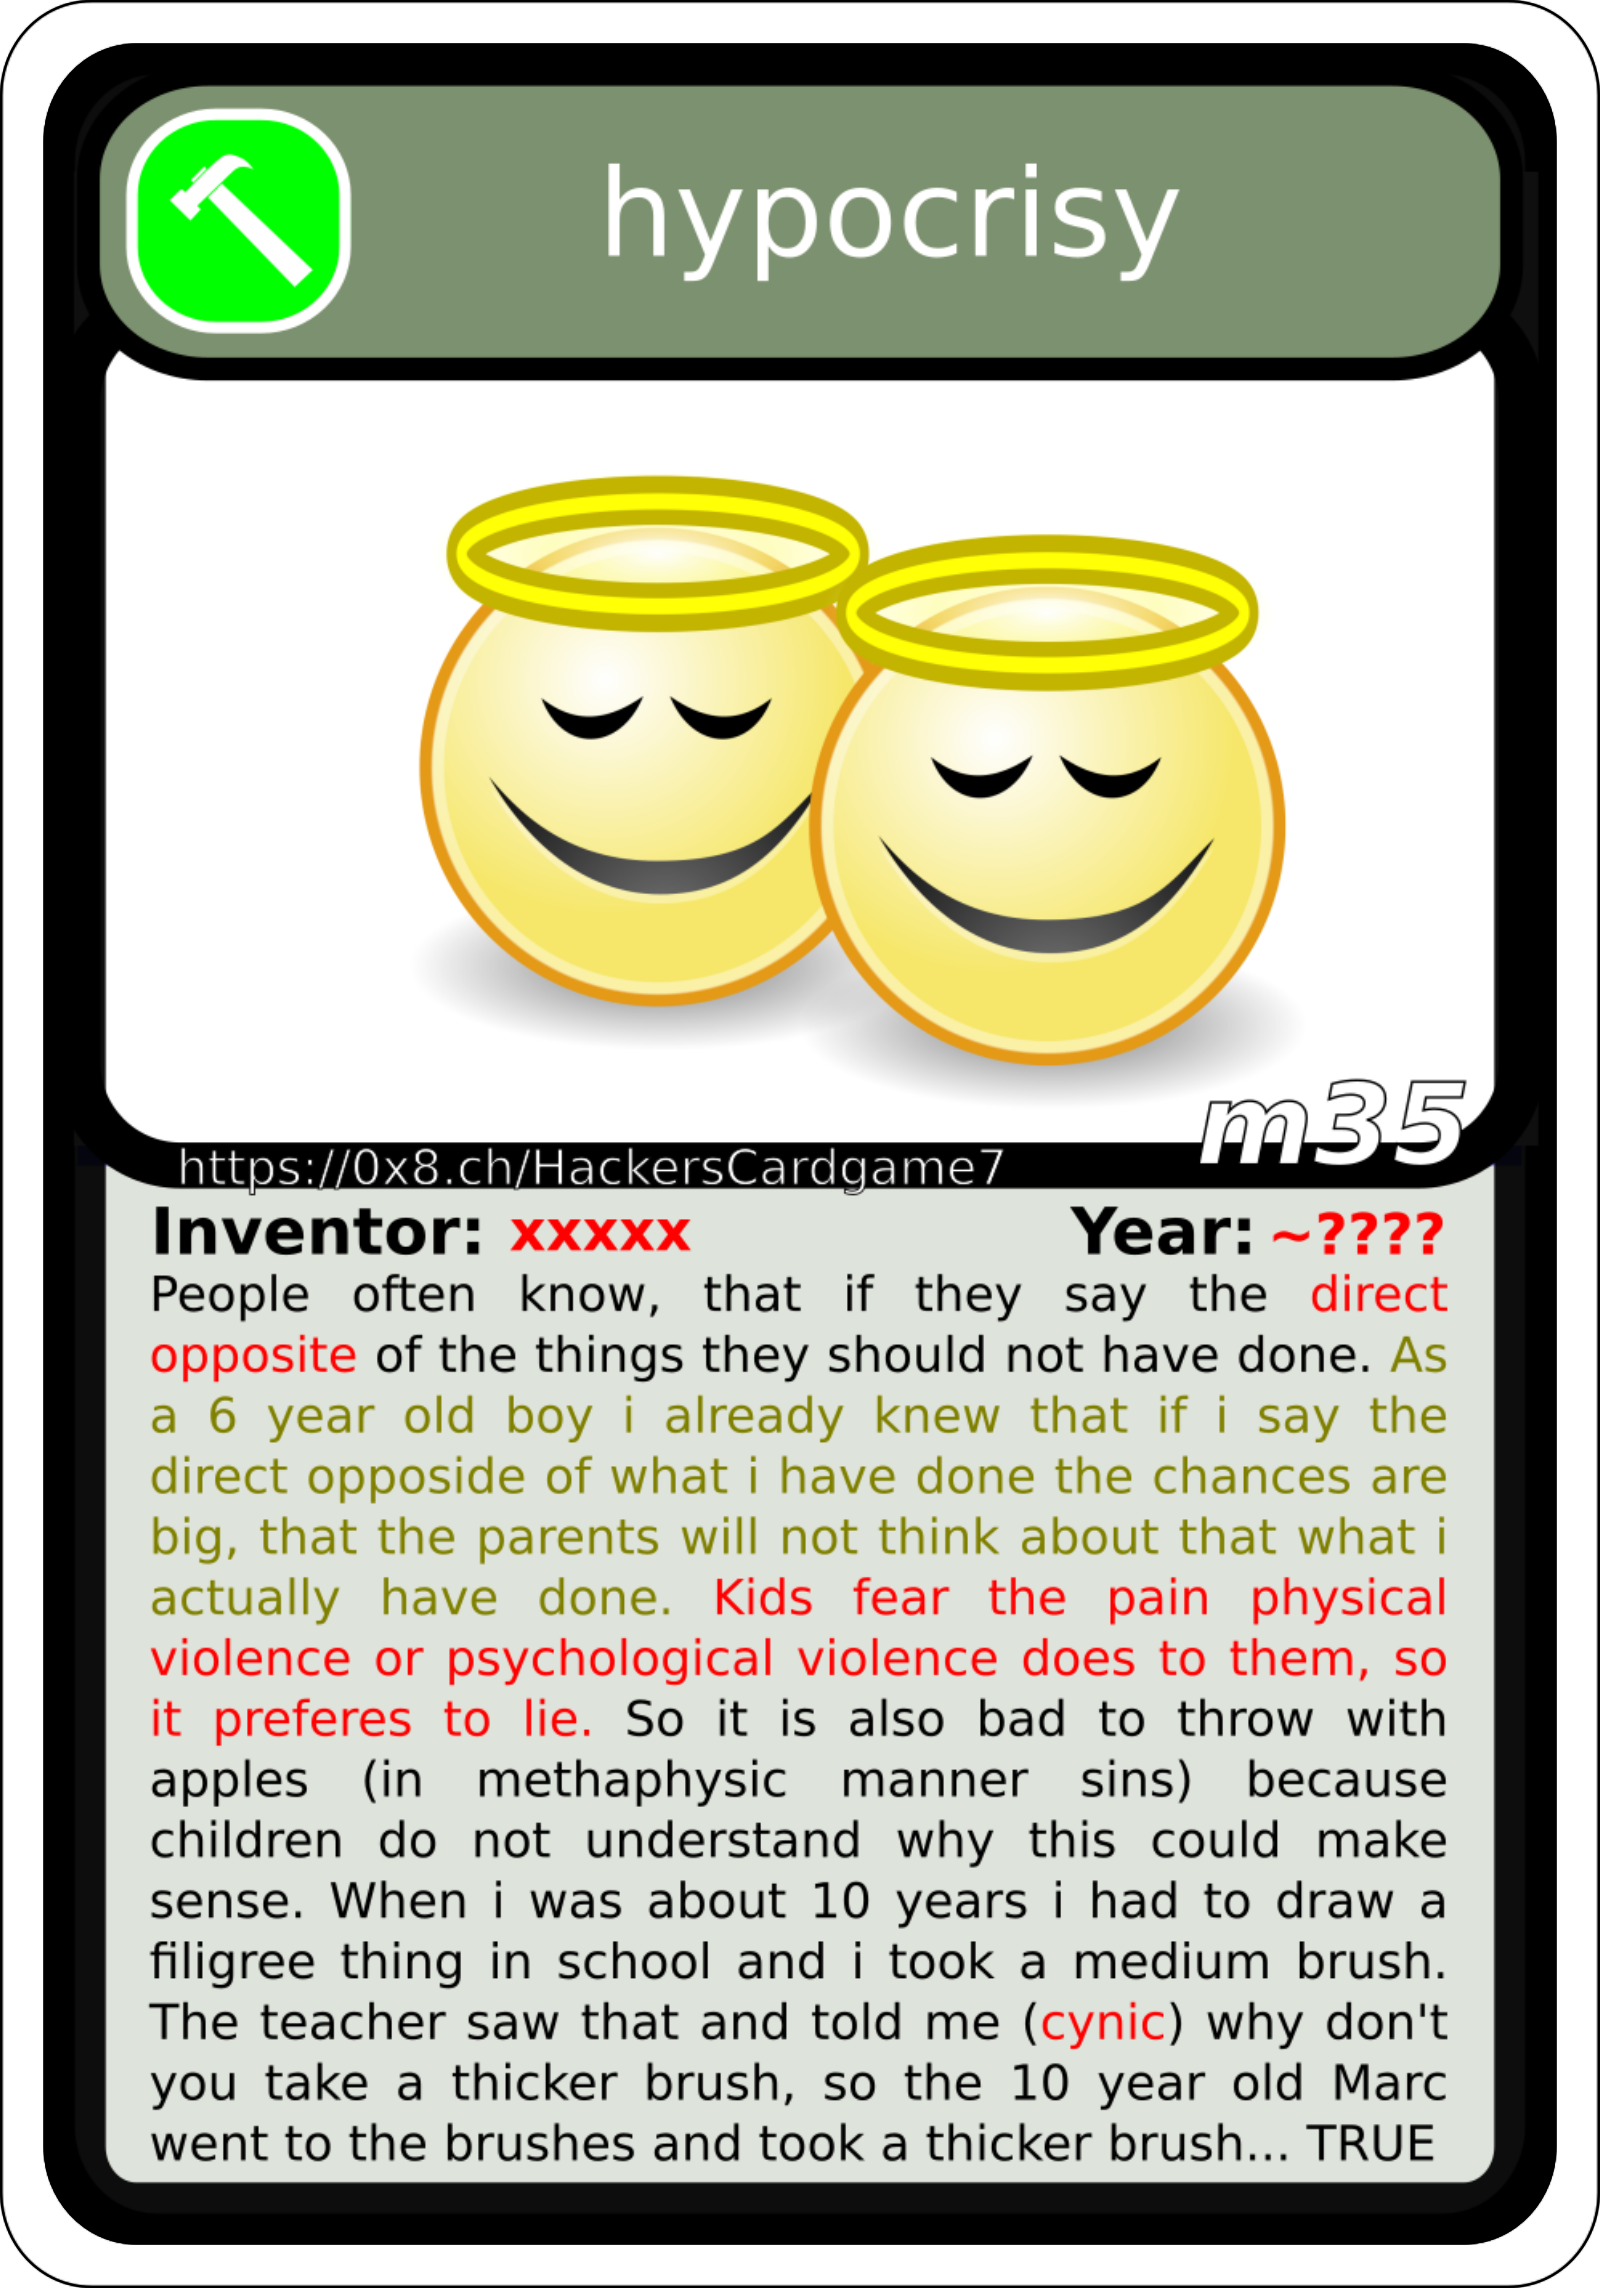 hypocrisy
m35
https://0x8.ch/HackersCardgame7
Inventor: xxxxx Year: ~????
People often know, that if they say the direct
opposite of the things they should not have done. As
a 6 year old boy i already knew that if i say the
direct opposide of what i have done the chances are
big, that the parents will not think about that what i
actually have done. Kids fear the pain physical
violence or psychological violence does to them, so
it preferes to lie. So it is also bad to throw with
apples (in methaphysic manner sins) because
children do not understand why this could make
sense. When i was about 10 years i had to draw a
filigree thing in school and i took a medium brush.
The teacher saw that and told me (cynic) why don't
you take a thicker brush, so the 10 year old Marc
went to the brushes and took a thicker brush... TRUE